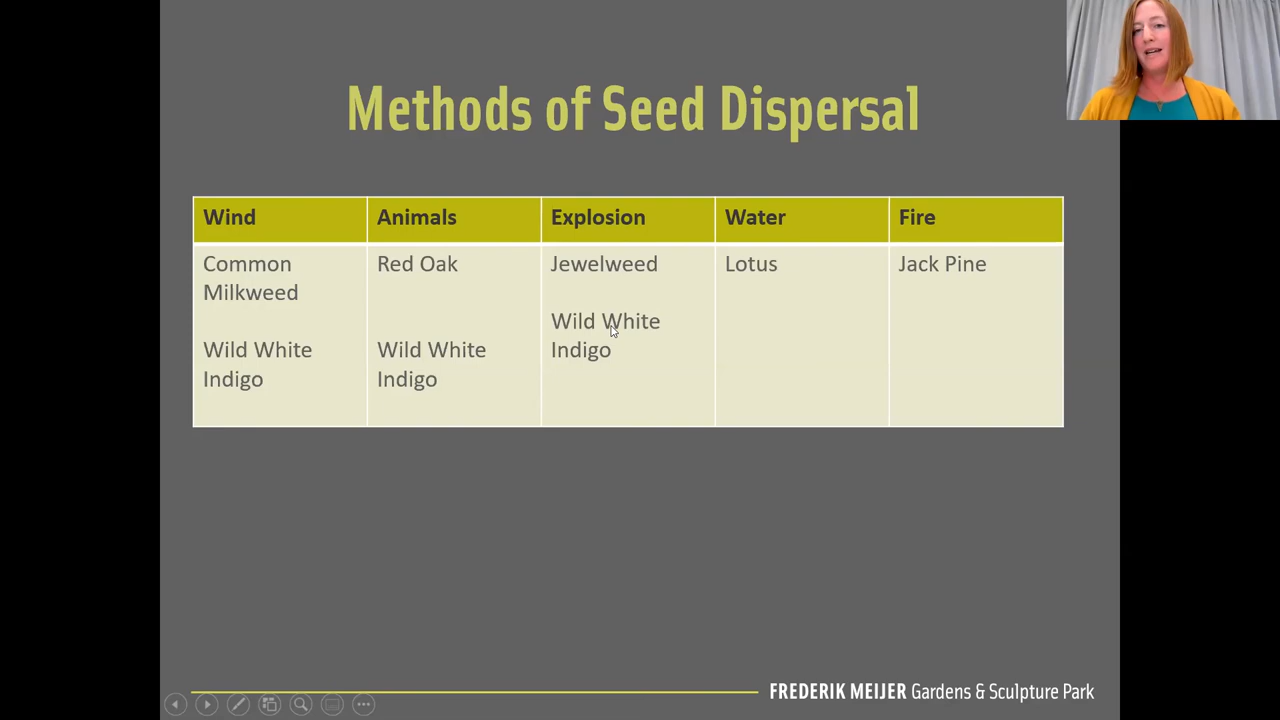 Methods of Seed Dispersal
Wind Animals Explosion Water Fire
Common Milkweed
Red Oak
Jewelweed
Lotus
Jack Pine
Wild White Indigo
Wild White Indigo
Wild White Indigo
FREDERIK MEIJER Gardens & Sculpture Park